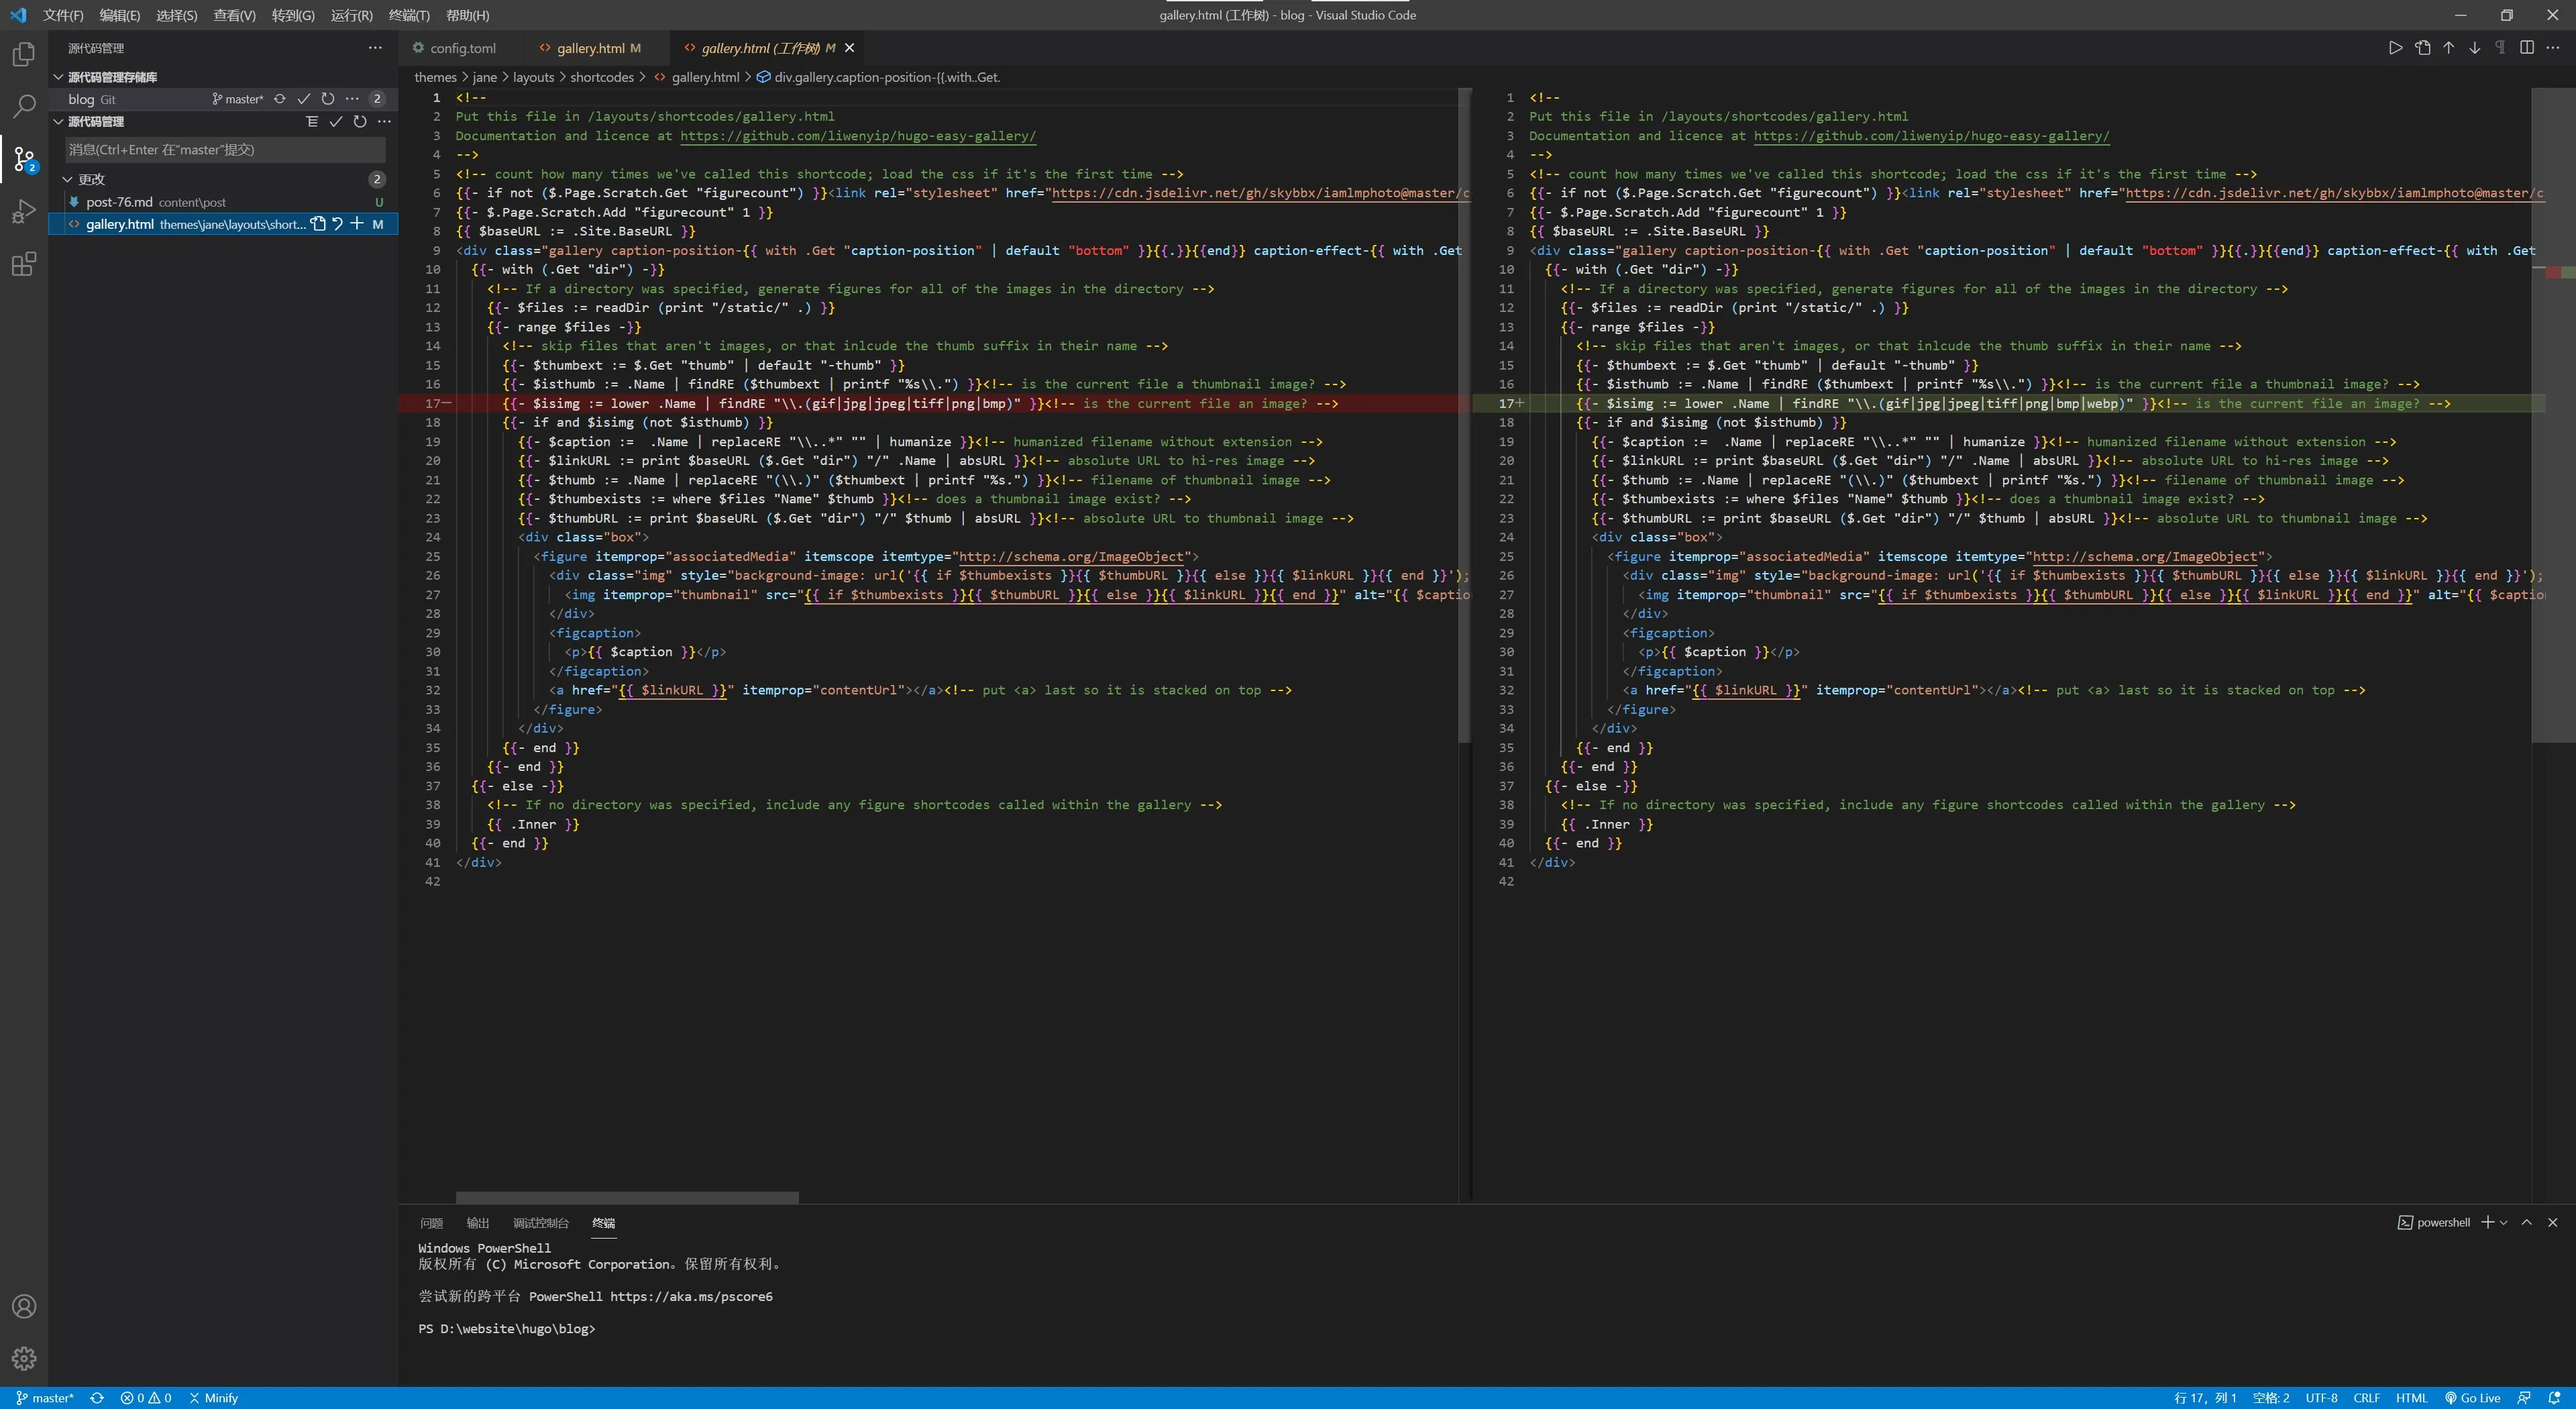 文件(F) 编辑(E) 选择(S) 查看(V) 转到(G) 运行(R) 终端(T) 帮助(H) gallery.html (工作树) - blog - Visual Studio Code
源代码管理
源代码管理存储库
blog Git master* 2
源代码管理
消息(Ctrl+Enter 在"master"提交)
更改 2
post-76.md content\post U
gallery.html themes\jane\layouts\short... M
2
config.toml gallery.html M gallery.html (工作树) M
themes > jane > layouts > shortcodes > gallery.html > div.gallery.caption-position-{{.with..Get.
1 <!--
2 Put this file in /layouts/shortcodes/gallery.html
3 Documentation and licence at https://github.com/liwenyip/hugo-easy-gallery/
4 -->
5 <!-- count how many times we've called this shortcode; load the css if it's the first time -->
6 {{- if not ($.Page.Scratch.Get "figurecount") }}<link rel="stylesheet" href="https://cdn.jsdelivr.net/gh/skybbx/iamlmphoto@master/c
7 {{- $.Page.Scratch.Add "figurecount" 1 }}
8 {{ $baseURL := .Site.BaseURL }}
9 <div class="gallery caption-position-{{ with .Get "caption-position" | default "bottom" }}{{.}}{{end}} caption-effect-{{ with .Get
10 {{- with (.Get "dir") -}}
11 <!-- If a directory was specified, generate figures for all of the images in the directory -->
12 {{- $files := readDir (print "/static/" .) }}
13 {{- range $files -}}
14 <!-- skip files that aren't images, or that inlcude the thumb suffix in their name -->
15 {{- $thumbext := $.Get "thumb" | default "-thumb" }}
16 {{- $isthumb := .Name | findRE ($thumbext | printf "%s\\.") }}<!-- is the current file a thumbnail image? -->
17— {{- $isimg := lower .Name | findRE "\\.(gif|jpg|jpeg|tiff|png|bmp)" }}<!-- is the current file an image? -->
18 {{- if and $isimg (not $isthumb) }}
19 {{- $caption :=  .Name | replaceRE "\\..*" "" | humanize }}<!-- humanized filename without extension -->
20 {{- $linkURL := print $baseURL ($.Get "dir") "/" .Name | absURL }}<!-- absolute URL to hi-res image -->
21 {{- $thumb := .Name | replaceRE "(\\.)" ($thumbext | printf "%s.") }}<!-- filename of thumbnail image -->
22 {{- $thumbexists := where $files "Name" $thumb }}<!-- does a thumbnail image exist? -->
23 {{- $thumbURL := print $baseURL ($.Get "dir") "/" $thumb | absURL }}<!-- absolute URL to thumbnail image -->
24 <div class="box">
25 <figure itemprop="associatedMedia" itemscope itemtype="http://schema.org/ImageObject">
26 <div class="img" style="background-image: url('{{ if $thumbexists }}{{ $thumbURL }}{{ else }}{{ $linkURL }}{{ end }}');
27 <img itemprop="thumbnail" src="{{ if $thumbexists }}{{ $thumbURL }}{{ else }}{{ $linkURL }}{{ end }}" alt="{{ $captio
28 </div>
29 <figcaption>
30 <p>{{ $caption }}</p>
31 </figcaption>
32 <a href="{{ $linkURL }}" itemprop="contentUrl"></a><!-- put <a> last so it is stacked on top -->
33 </figure>
34 </div>
35 {{- end }}
36 {{- end }}
37 {{- else -}}
38 <!-- If no directory was specified, include any figure shortcodes called within the gallery -->
39 {{ .Inner }}
40 {{- end }}
41 </div>
42
1 <!--
2 Put this file in /layouts/shortcodes/gallery.html
3 Documentation and licence at https://github.com/liwenyip/hugo-easy-gallery/
4 -->
5 <!-- count how many times we've called this shortcode; load the css if it's the first time -->
6 {{- if not ($.Page.Scratch.Get "figurecount") }}<link rel="stylesheet" href="https://cdn.jsdelivr.net/gh/skybbx/iamlmphoto@master/c
7 {{- $.Page.Scratch.Add "figurecount" 1 }}
8 {{ $baseURL := .Site.BaseURL }}
9 <div class="gallery caption-position-{{ with .Get "caption-position" | default "bottom" }}{{.}}{{end}} caption-effect-{{ with .Get
10 {{- with (.Get "dir") -}}
11 <!-- If a directory was specified, generate figures for all of the images in the directory -->
12 {{- $files := readDir (print "/static/" .) }}
13 {{- range $files -}}
14 <!-- skip files that aren't images, or that inlcude the thumb suffix in their name -->
15 {{- $thumbext := $.Get "thumb" | default "-thumb" }}
16 {{- $isthumb := .Name | findRE ($thumbext | printf "%s\\.") }}<!-- is the current file a thumbnail image? -->
17+ {{- $isimg := lower .Name | findRE "\\.(gif|jpg|jpeg|tiff|png|bmp|webp)" }}<!-- is the current file an image? -->
18 {{- if and $isimg (not $isthumb) }}
19 {{- $caption :=  .Name | replaceRE "\\..*" "" | humanize }}<!-- humanized filename without extension -->
20 {{- $linkURL := print $baseURL ($.Get "dir") "/" .Name | absURL }}<!-- absolute URL to hi-res image -->
21 {{- $thumb := .Name | replaceRE "(\\.)" ($thumbext | printf "%s.") }}<!-- filename of thumbnail image -->
22 {{- $thumbexists := where $files "Name" $thumb }}<!-- does a thumbnail image exist? -->
23 {{- $thumbURL := print $baseURL ($.Get "dir") "/" $thumb | absURL }}<!-- absolute URL to thumbnail image -->
24 <div class="box">
25 <figure itemprop="associatedMedia" itemscope itemtype="http://schema.org/ImageObject">
26 <div class="img" style="background-image: url('{{ if $thumbexists }}{{ $thumbURL }}{{ else }}{{ $linkURL }}{{ end }}');
27 <img itemprop="thumbnail" src="{{ if $thumbexists }}{{ $thumbURL }}{{ else }}{{ $linkURL }}{{ end }}" alt="{{ $captio
28 </div>
29 <figcaption>
30 <p>{{ $caption }}</p>
31 </figcaption>
32 <a href="{{ $linkURL }}" itemprop="contentUrl"></a><!-- put <a> last so it is stacked on top -->
33 </figure>
34 </div>
35 {{- end }}
36 {{- end }}
37 {{- else -}}
38 <!-- If no directory was specified, include any figure shortcodes called within the gallery -->
39 {{ .Inner }}
40 {{- end }}
41 </div>
42
问题 输出 调试控制台 终端 powershell
Windows PowerShell
版权所有 (C) Microsoft Corporation。保留所有权利。
尝试新的跨平台 PowerShell https://aka.ms/pscore6
PS D:\website\hugo\blog>
master* 0 0 Minify 行 17，列 1 空格: 2 UTF-8 CRLF HTML Go Live